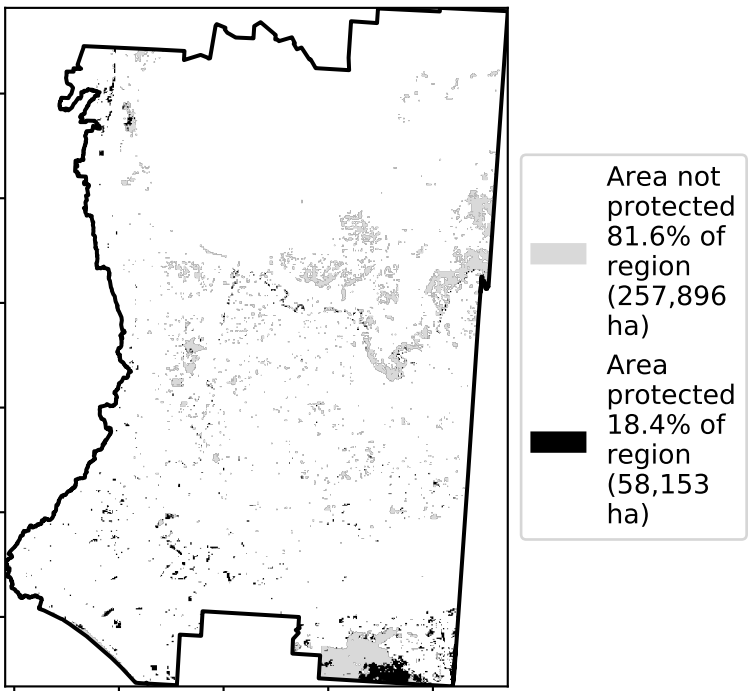 Area not
protected
81.6% of
region
(257,896
ha)
Area
protected
18.4% of
region
(58,153
ha)